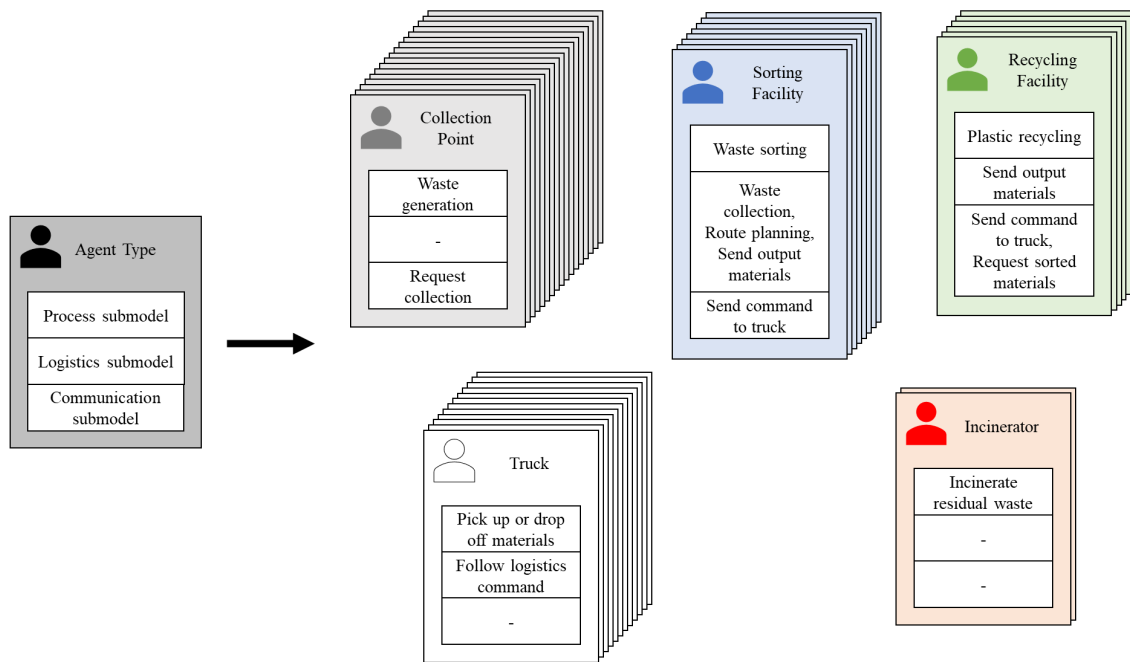 Agent Type
Process submodel
Logistics submodel
Communication
submodel
Collection
Point
Waste
generation
-
Request
collection
Sorting
Facility
Waste sorting
Waste
collection,
Route planning,
Send output
materials
Send command
to truck
Recycling
Facility
Plastic recycling
Send output
materials
Send command
to truck,
Request sorted
materials
Truck
Pick up or drop
off materials
Follow logistics
command
-
Incinerator
Incinerate
residual waste
-
-